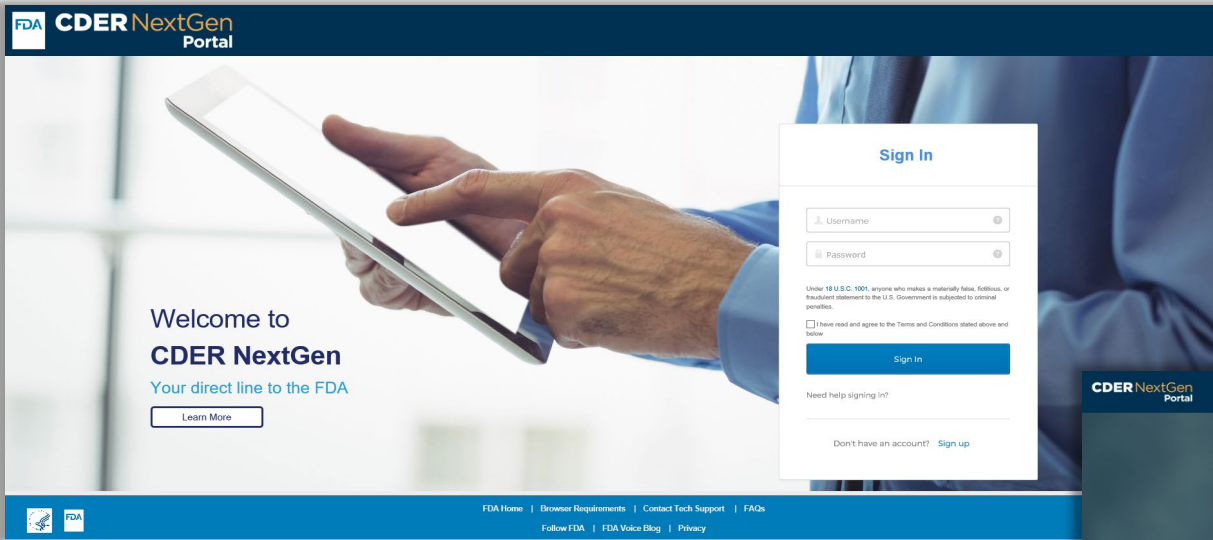 FDA CDER NextGen
Portal
Sign In
Username
Password
Under 18 U.S.C. 1001, anyone who makes a materially false, fictitious, or
fraudulent statement to the U.S. Government is subjected to criminal
penalties.
I have read and agree to the Terms and Conditions stated above and
below
Sign In
Need help signing in?
Don't have an account? Sign up
Welcome to
CDER NextGen
Your direct line to the FDA
Learn More
CDER NextGen
Portal
FDA
FDA Home | Browser Requirements | Contact Tech Support | FAQs
Follow FDA | FDA Voice Blog | Privacy